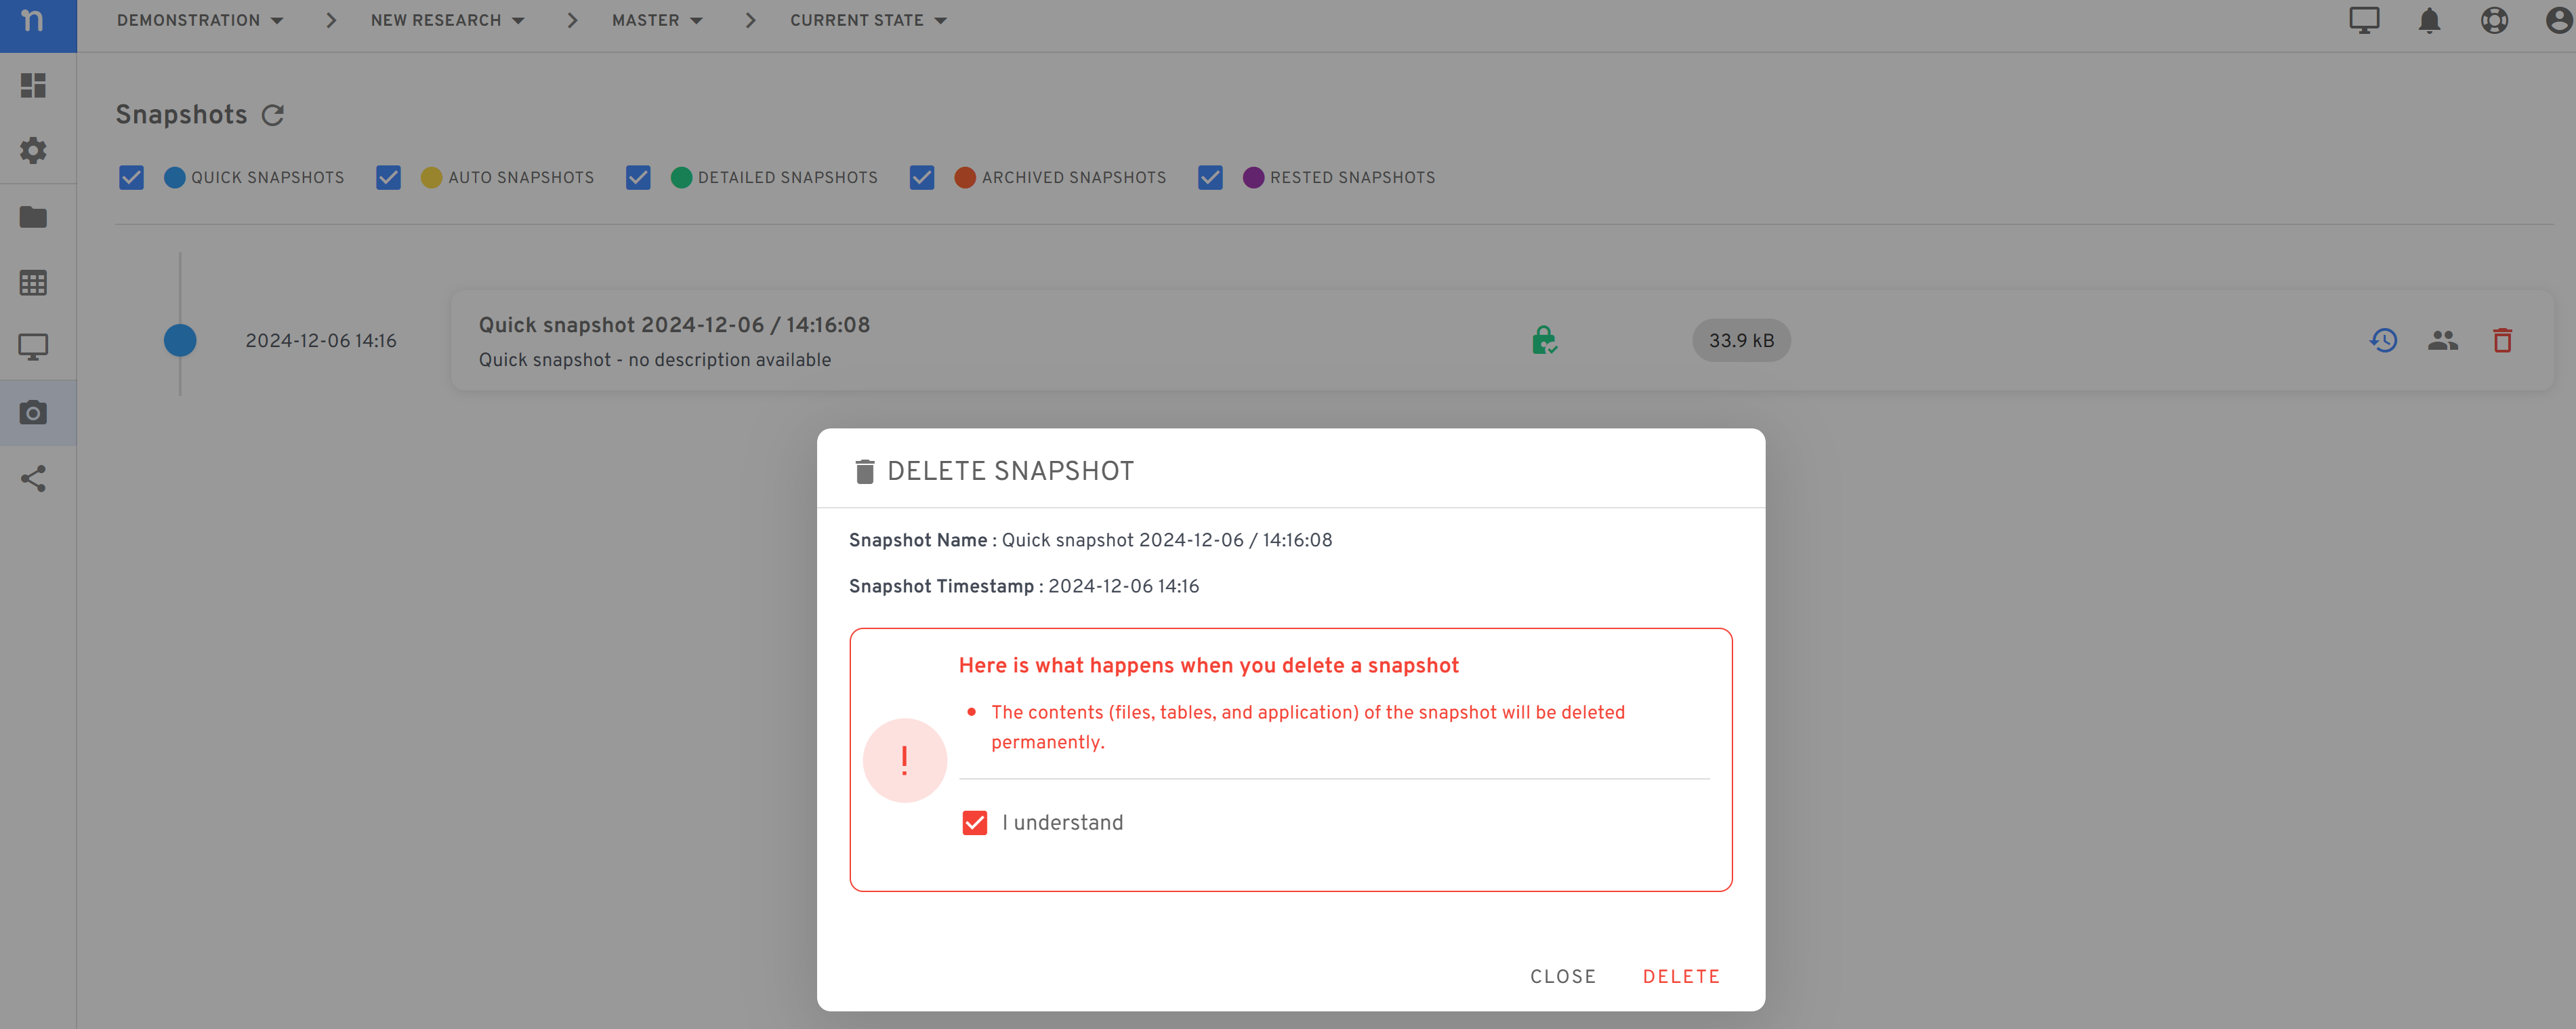 n
DEMONSTRATION
NEW RESEARCH
MASTER
CURRENT STATE
Snapshots
QUICK SNAPSHOTS
AUTO SNAPSHOTS
DETAILED SNAPSHOTS
ARCHIVED SNAPSHOTS
RESTED SNAPSHOTS
2024-12-06 14:16
Quick snapshot 2024-12-06 / 14:16:08
Quick snapshot - no description available
33.9 kB
DELETE SNAPSHOT
Snapshot Name : Quick snapshot 2024-12-06 / 14:16:08
Snapshot Timestamp : 2024-12-06 14:16
Here is what happens when you delete a snapshot
The contents (files, tables, and application) of the snapshot will be deleted
permanently.
!
I understand
CLOSE
DELETE